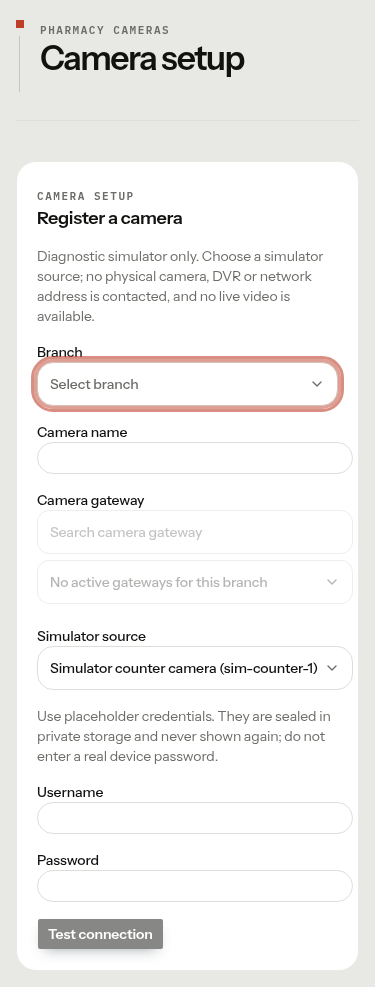 PHARMACY CAMERAS
Camera setup
CAMERA SETUP
Register a camera
Diagnostic simulator only. Choose a simulator
source; no physical camera, DVR or network
address is contacted, and no live video is
available.
Branch
Select branch
Camera name
Camera gateway
Search camera gateway
No active gateways for this branch
Simulator source
Simulator counter camera (sim-counter-1)
Use placeholder credentials. They are sealed in
private storage and never shown again; do not
enter a real device password.
Username
Password
Test connection